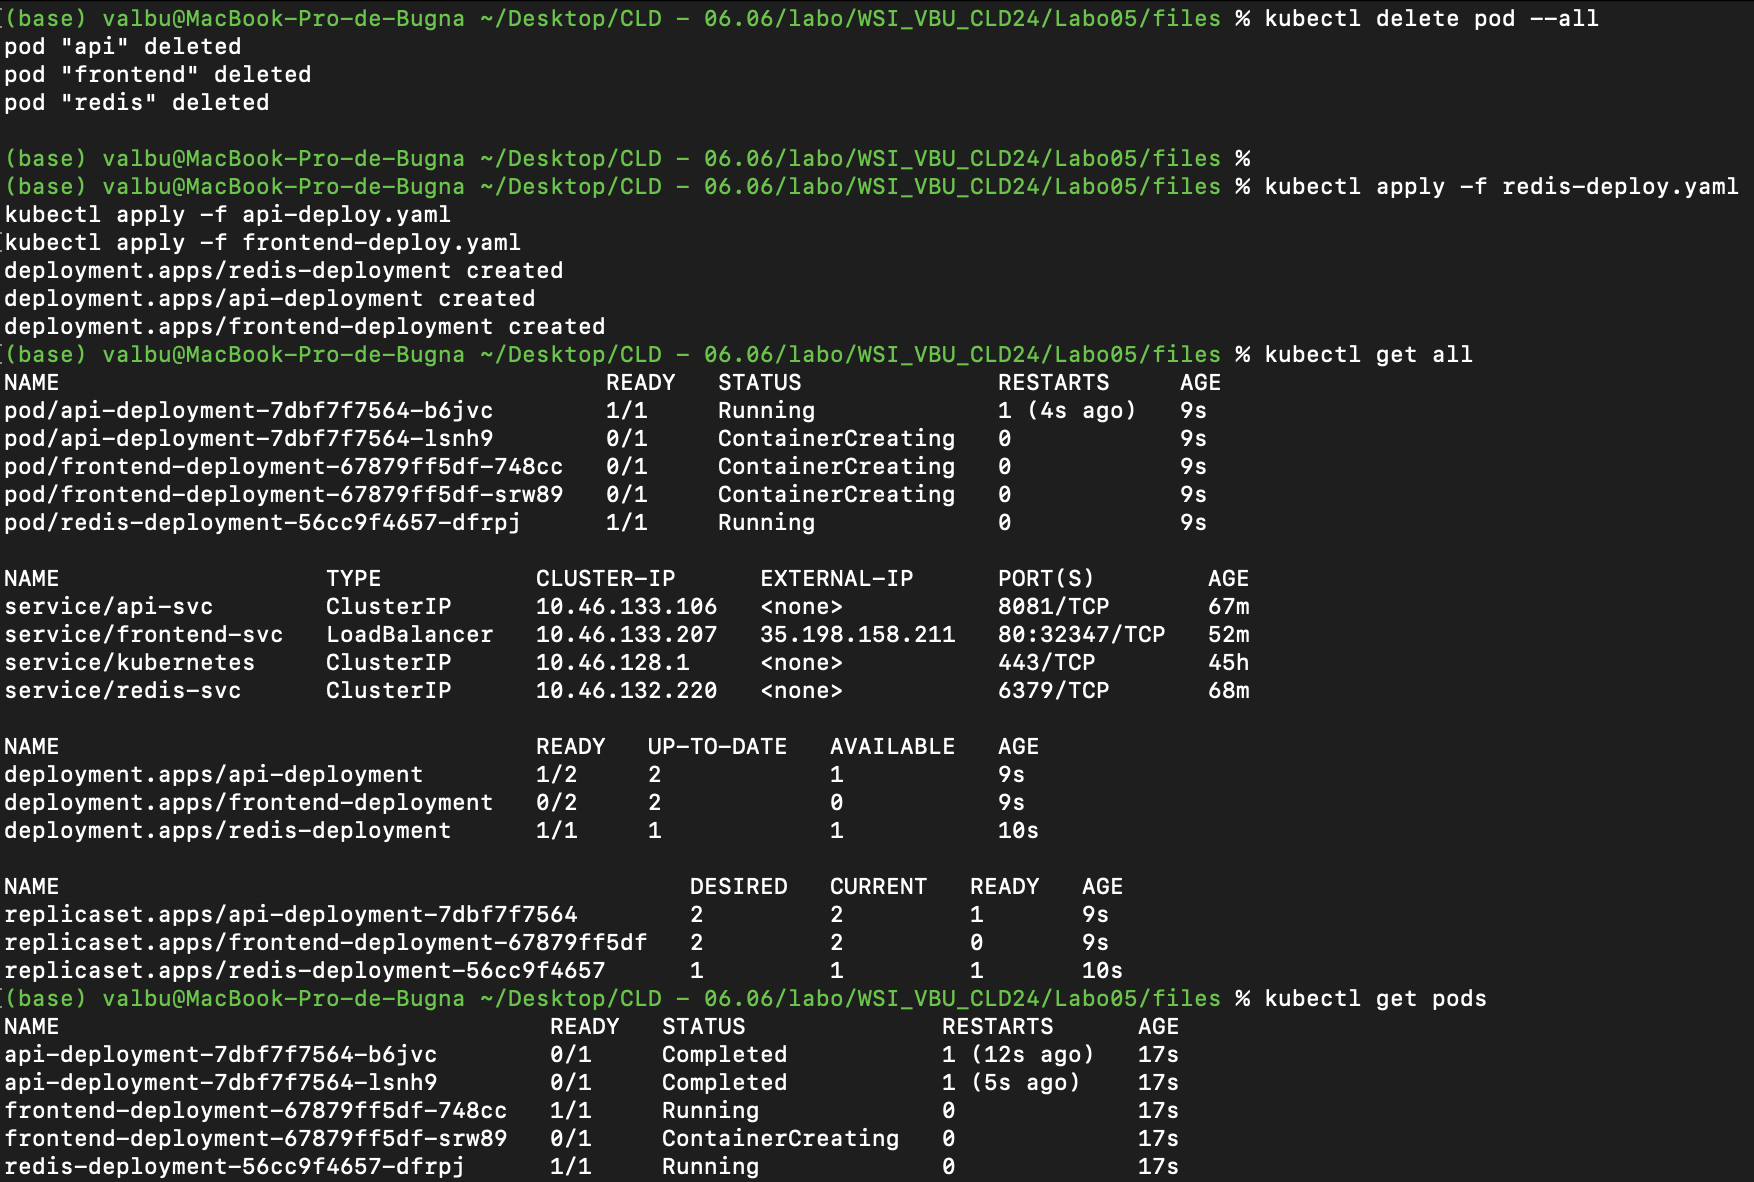 (base) valbu@MacBook-Pro-de-Bugna ~/Desktop/CLD - 06.06/labo/WSI_VBU_CLD24/Labo05/files % kubectl delete pod --all
pod "api" deleted
pod "frontend" deleted
pod "redis" deleted
(base) valbu@MacBook-Pro-de-Bugna ~/Desktop/CLD - 06.06/labo/WSI_VBU_CLD24/Labo05/files %
(base) valbu@MacBook-Pro-de-Bugna ~/Desktop/CLD - 06.06/labo/WSI_VBU_CLD24/Labo05/files % kubectl apply -f redis-deploy.yaml
kubectl apply -f api-deploy.yaml
kubectl apply -f frontend-deploy.yaml
deployment.apps/redis-deployment created
deployment.apps/api-deployment created
deployment.apps/frontend-deployment created
(base) valbu@MacBook-Pro-de-Bugna ~/Desktop/CLD - 06.06/labo/WSI_VBU_CLD24/Labo05/files % kubectl get all
NAME READY STATUS RESTARTS AGE
pod/api-deployment-7dbf7f7564-b6jvc 1/1 Running 1 (4s ago) 9s
pod/api-deployment-7dbf7f7564-lsnh9 0/1 ContainerCreating 0 9s
pod/frontend-deployment-67879ff5df-748cc 0/1 ContainerCreating 0 9s
pod/frontend-deployment-67879ff5df-srw89 0/1 ContainerCreating 0 9s
pod/redis-deployment-56cc9f4657-dfrpj 1/1 Running 0 9s
NAME TYPE CLUSTER-IP EXTERNAL-IP PORT(S) AGE
service/api-svc ClusterIP 10.46.133.106 <none> 8081/TCP 67m
service/frontend-svc LoadBalancer 10.46.133.207 35.198.158.211 80:32347/TCP 52m
service/kubernetes ClusterIP 10.46.128.1 <none> 443/TCP 45h
service/redis-svc ClusterIP 10.46.132.220 <none> 6379/TCP 68m
NAME READY UP-TO-DATE AVAILABLE AGE
deployment.apps/api-deployment 1/2 2 1 9s
deployment.apps/frontend-deployment 0/2 2 0 9s
deployment.apps/redis-deployment 1/1 1 1 10s
NAME DESIRED CURRENT READY AGE
replicaset.apps/api-deployment-7dbf7f7564 2 2 1 9s
replicaset.apps/frontend-deployment-67879ff5df 2 2 0 9s
replicaset.apps/redis-deployment-56cc9f4657 1 1 1 10s
(base) valbu@MacBook-Pro-de-Bugna ~/Desktop/CLD - 06.06/labo/WSI_VBU_CLD24/Labo05/files % kubectl get pods
NAME READY STATUS RESTARTS AGE
api-deployment-7dbf7f7564-b6jvc 0/1 Completed 1 (12s ago) 17s
api-deployment-7dbf7f7564-lsnh9 0/1 Completed 1 (5s ago) 17s
frontend-deployment-67879ff5df-748cc 1/1 Running 0 17s
frontend-deployment-67879ff5df-srw89 0/1 ContainerCreating 0 17s
redis-deployment-56cc9f4657-dfrpj 1/1 Running 0 17s